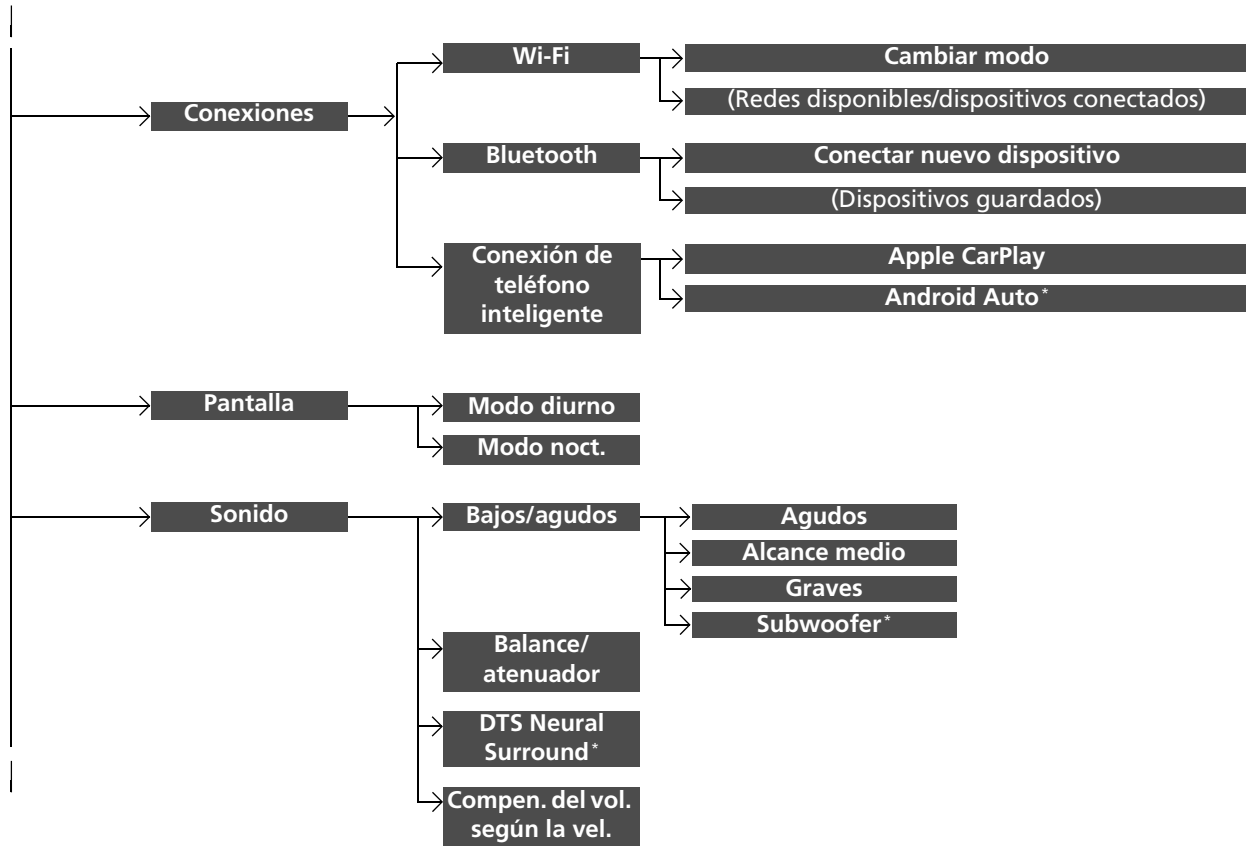 Conexiones
Wi-Fi
Cambiar modo
(Redes disponibles/dispositivos conectados)
Bluetooth
Conectar nuevo dispositivo
(Dispositivos guardados)
Conexión de
teléfono
inteligente
Apple CarPlay
Android Auto*
Pantalla
Modo diurno
Modo noct.
Sonido
Bajos/agudos
Agudos
Alcance medio
Graves
Subwoofer*
Balance/
atenuador
DTS Neural
Surround*
Compen. del vol.
según la vel.